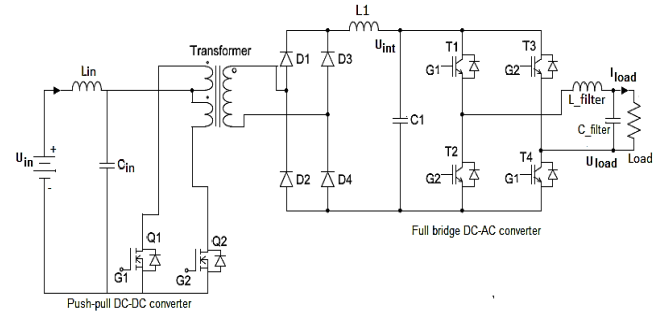 L1
Transformer
Uint
T1
T3
D1
D3
Lin
G1
G2
Iload
L_filter
+
Uin
-
Cin
C1
C_filter
T2
T4
Uload
Load
D2
D4
G2
G1
Q1
Q2
Full bridge DC-AC converter
G1
G2
Push-pull DC-DC converter